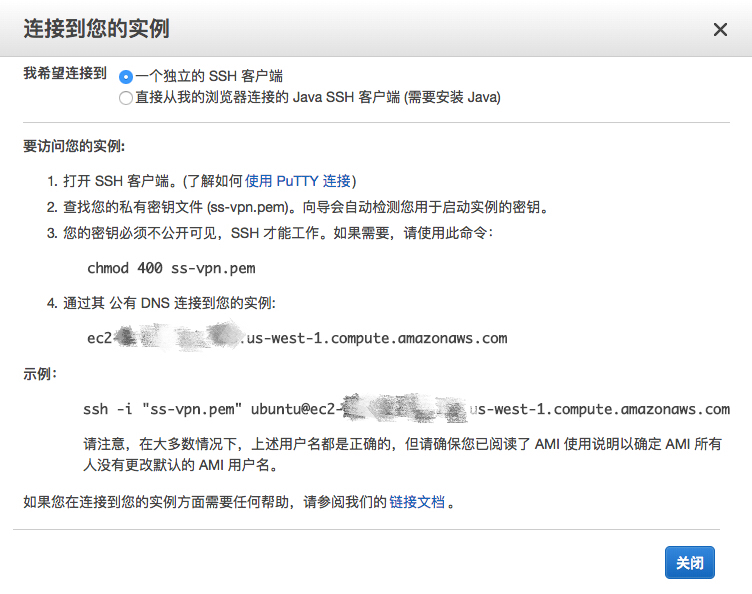 连接到您的实例
我希望连接到
一个独立的 SSH 客户端
直接从我的浏览器连接的 Java SSH 客户端 (需要安装 Java)
要访问您的实例:
1. 打开 SSH 客户端。(了解如何使用 PuTTY 连接)
2. 查找您的私有密钥文件 (ss-vpn.pem)。向导会自动检测您用于启动实例的密钥。
3. 您的密钥必须不公开可见，SSH 才能工作。如果需要，请使用此命令:
chmod 400 ss-vpn.pem
4. 通过其 公有 DNS 连接到您的实例:
ec2- .us-west-1.compute.amazonaws.com
示例:
ssh -i "ss-vpn.pem" ubuntu@ec2- us-west-1.compute.amazonaws.com
请注意，在大多数情况下，上述用户名都是正确的，但请确保您已阅读了 AMI 使用说明以确定 AMI 所有
人没有更改默认的 AMI 用户名。
如果您在连接到您的实例方面需要任何帮助，请参阅我们的 链接文档 。
关闭